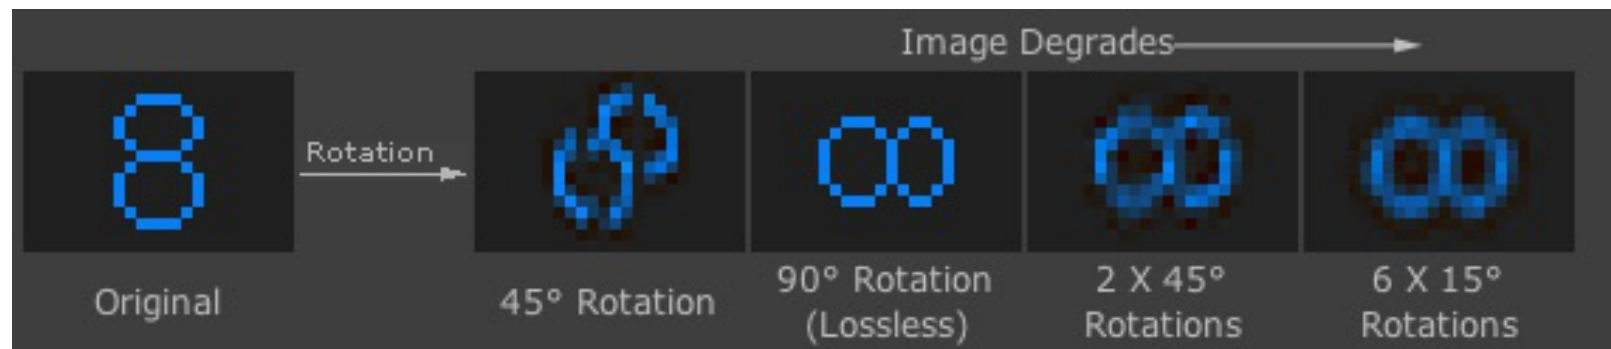 Image Degrades
Rotation
Original
45° Rotation
90° Rotation
(Lossless)
2 X 45°
Rotations
6 X 15°
Rotations